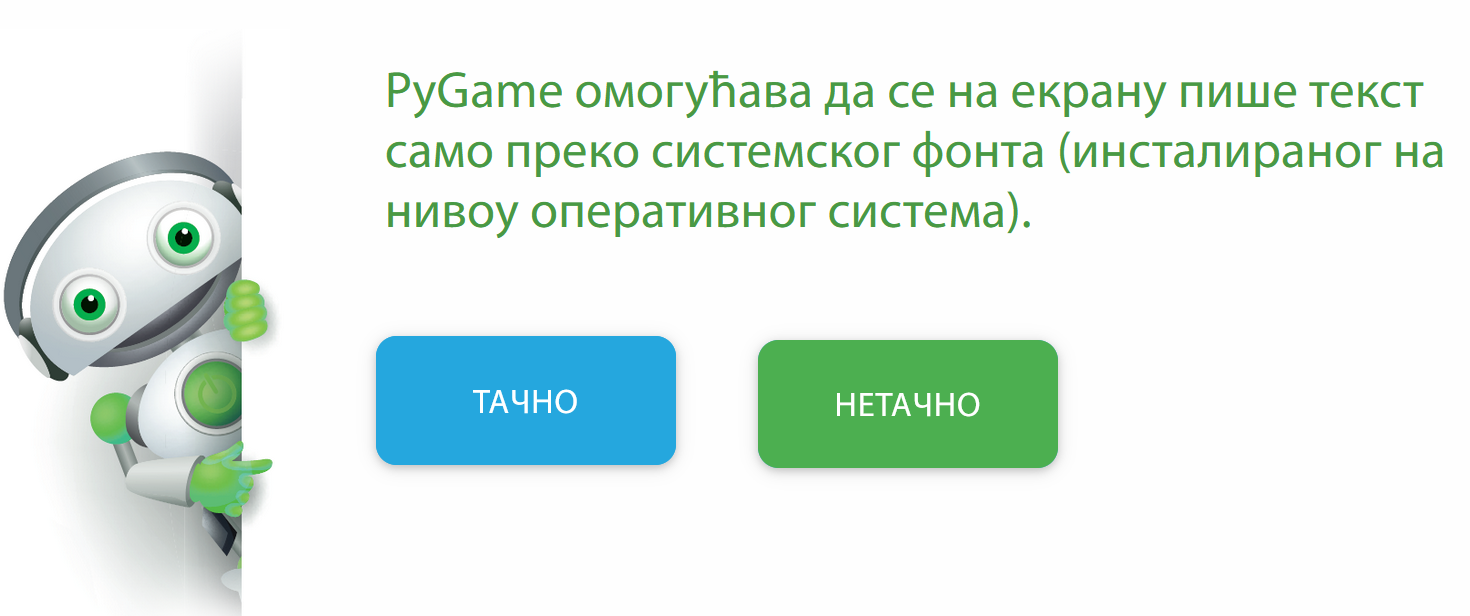 PyGame омогућава да се на екрану пише текст
само преко системског фонта (инсталираног на
нивоу оперативног система).
ТАЧНО
НЕТАЧНО